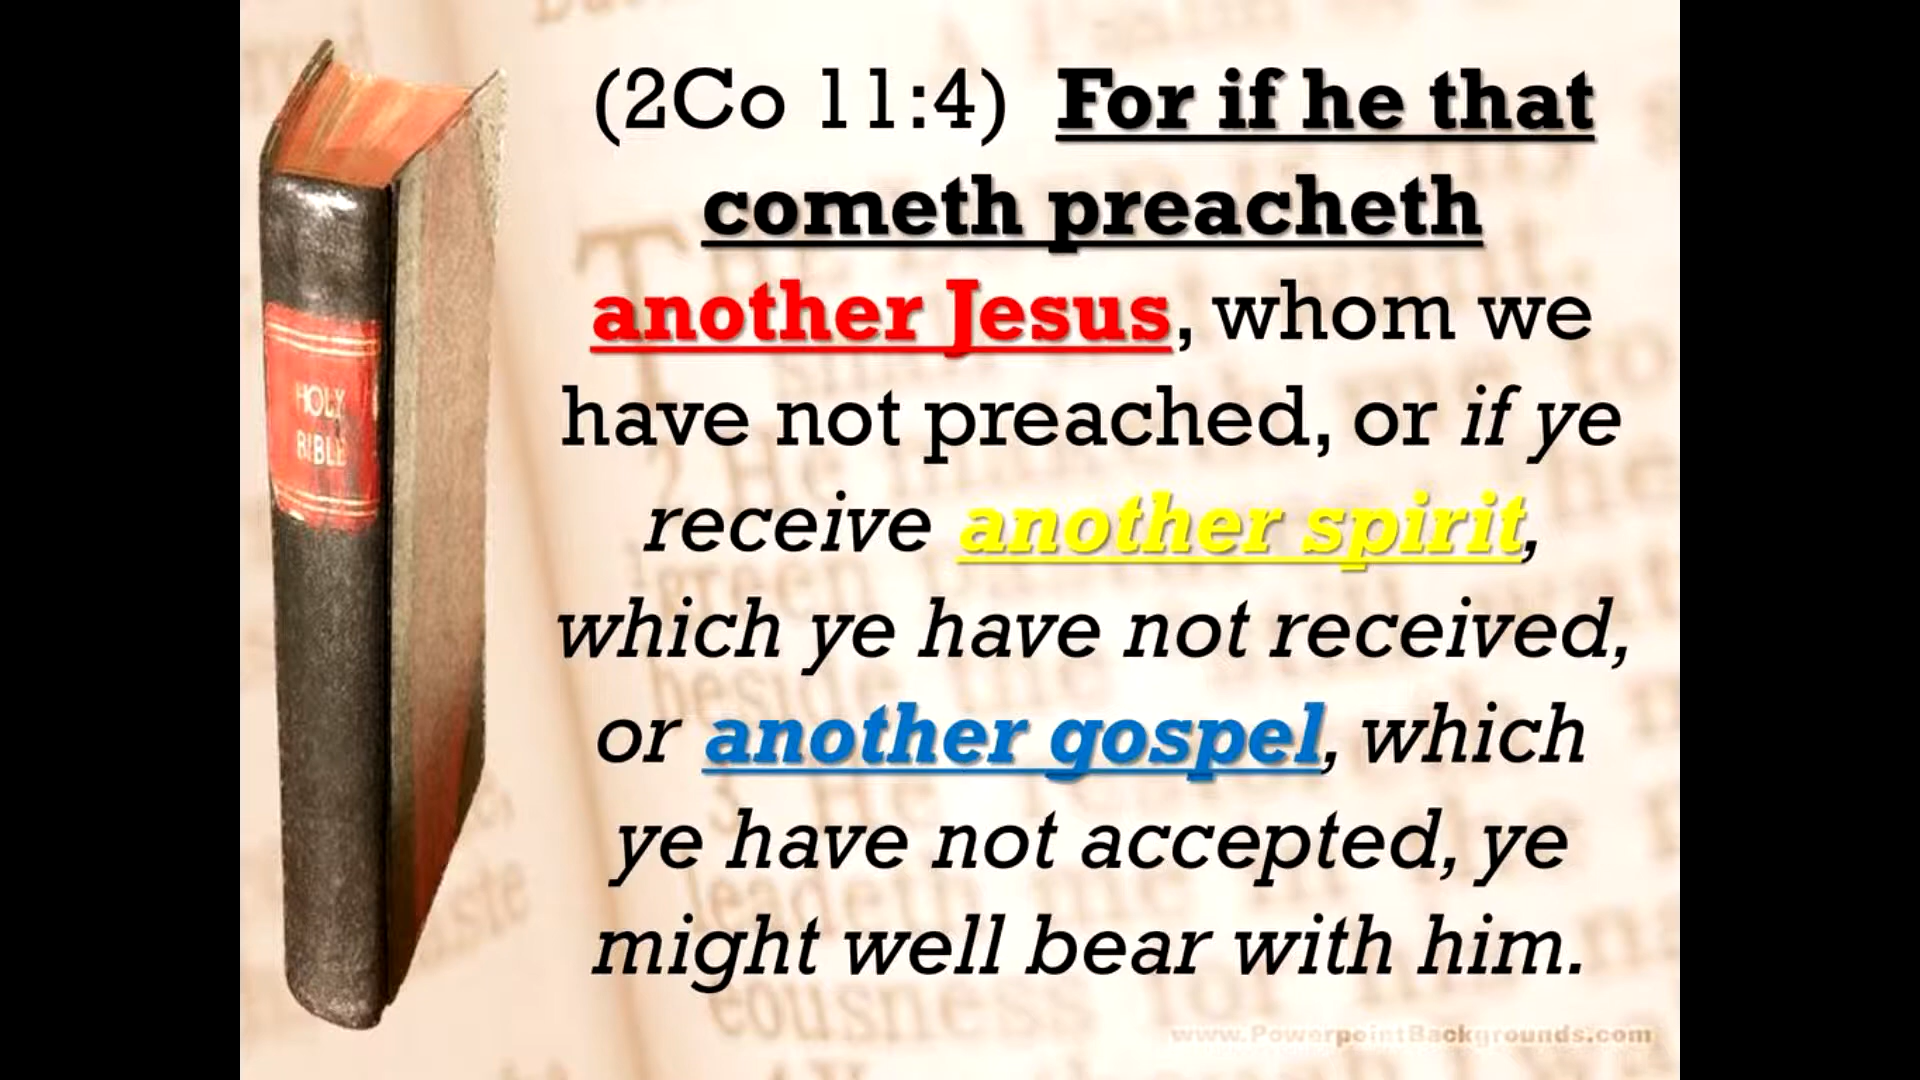 (2Co 11:4) For if he that
cometh preacheth
another Jesus, whom we
have not preached, or if ye
receive another spirit,
which ye have not received,
or another gospel, which
ye have not accepted, ye
might well bear with him.
HOLY
BIBLE
www.PowerpointBackgrounds.com